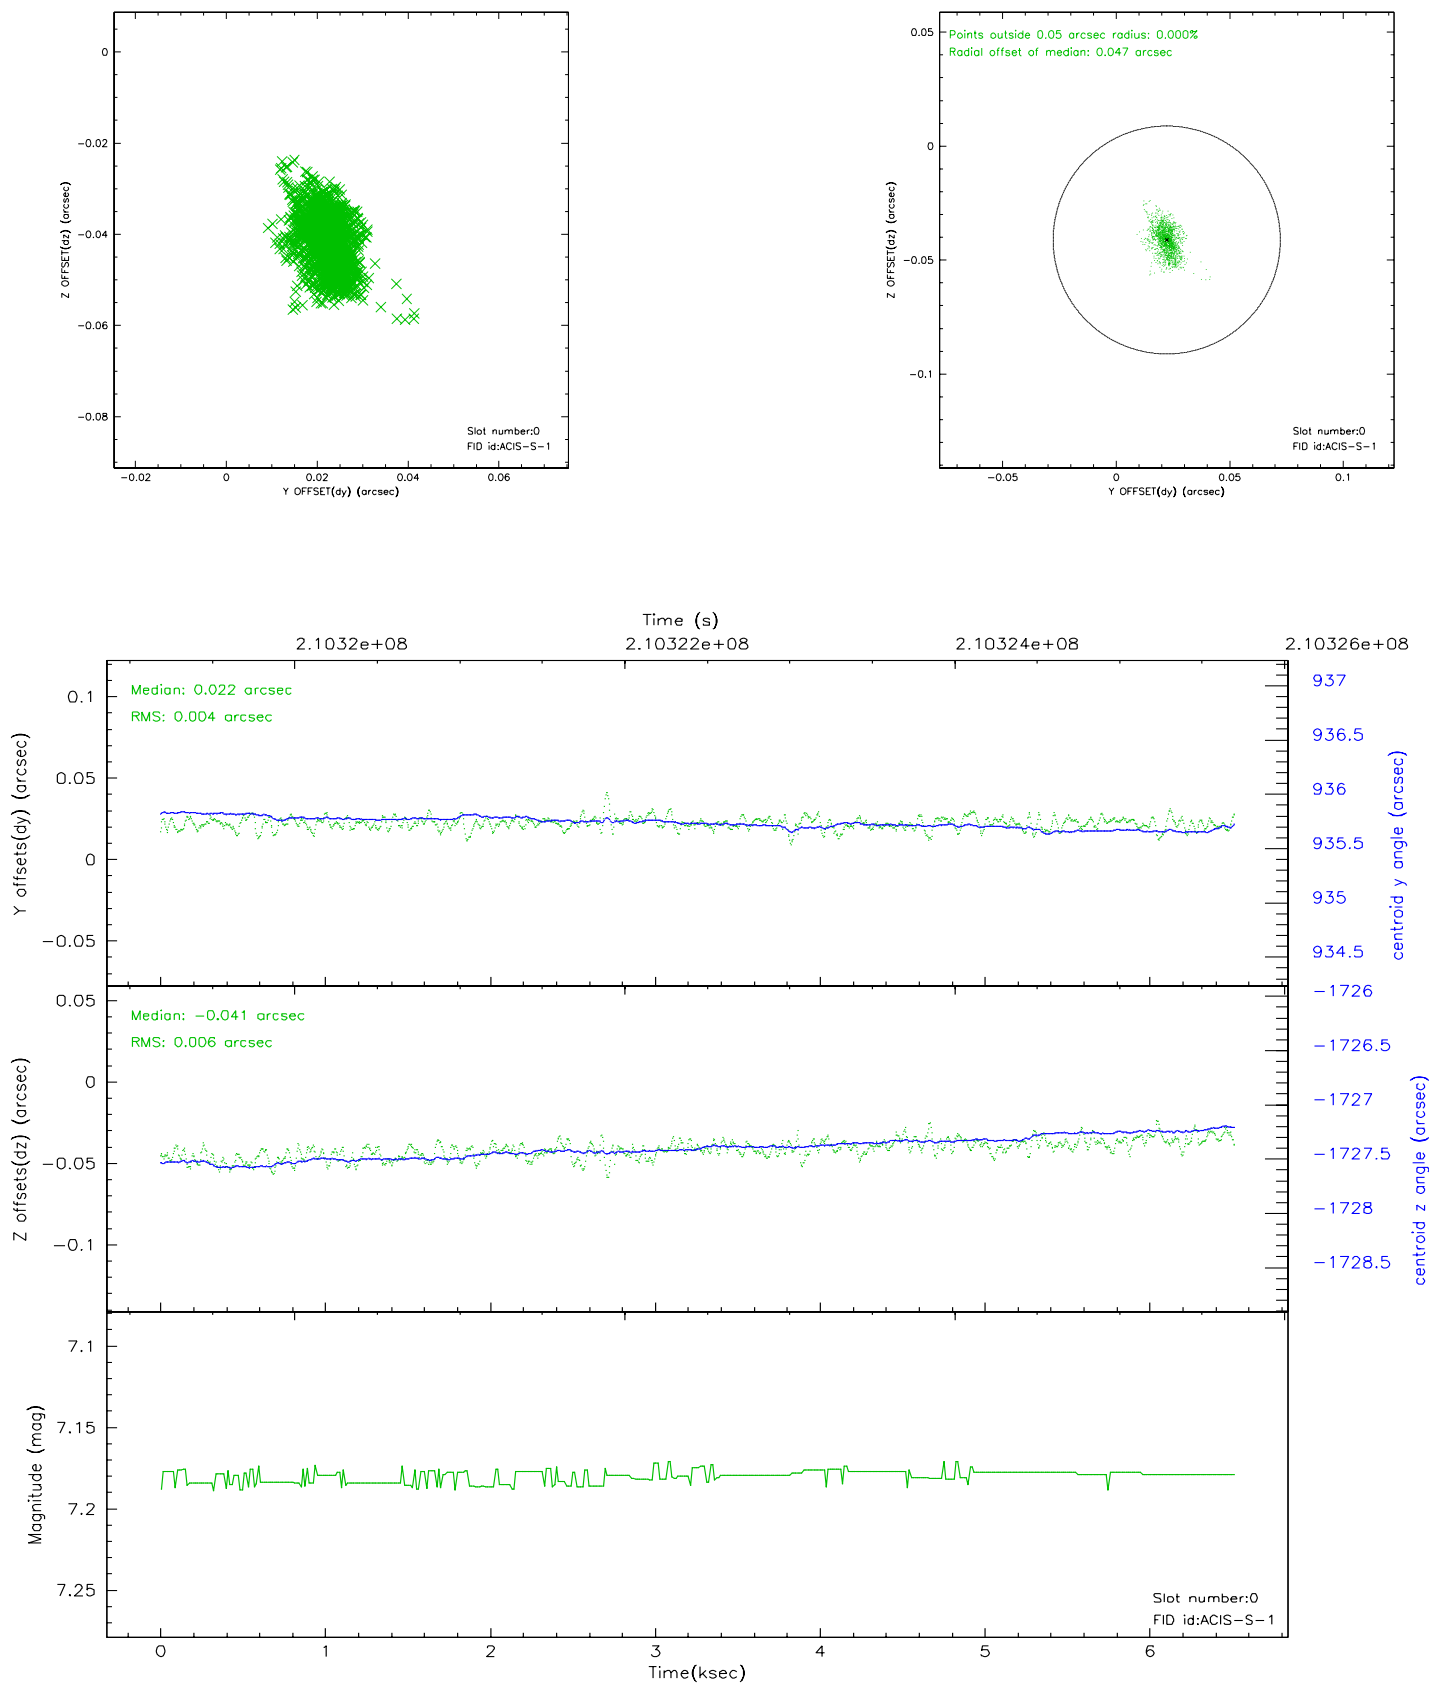 0
-0.02
-0.04
-0.06
-0.08
Z OFFSET(dz) (arcsec)
Slot number:0
FID id:ACIS-S-1
-0.02
0
0.02
0.04
0.06
Y OFFSET(dy) (arcsec)
Points outside 0.05 arcsec radius: 0.000%
Radial offset of median: 0.047 arcsec
0.05
0
-0.05
-0.1
Z OFFSET(dz) (arcsec)
Slot number:0
FID id:ACIS-S-1
-0.05
0
0.05
0.1
Y OFFSET(dy) (arcsec)
Time (s)
2.1032e+08
2.10322e+08
2.10324e+08
2.10326e+08
Median: 0.022 arcsec
RMS: 0.004 arcsec
0.1
0.05
0
-0.05
Y offsets(dy) (arcsec)
937
936.5
936
935.5
935
934.5
centroid y angle (arcsec)
Median: -0.041 arcsec
RMS: 0.006 arcsec
0.05
0
-0.05
-0.1
Z offsets(dz) (arcsec)
-1726
-1726.5
-1727
-1727.5
-1728
-1728.5
centroid z angle (arcsec)
7.1
7.15
7.2
7.25
Magnitude (mag)
Slot number:0
FID id:ACIS-S-1
0
1
2
3
4
5
6
Time(ksec)